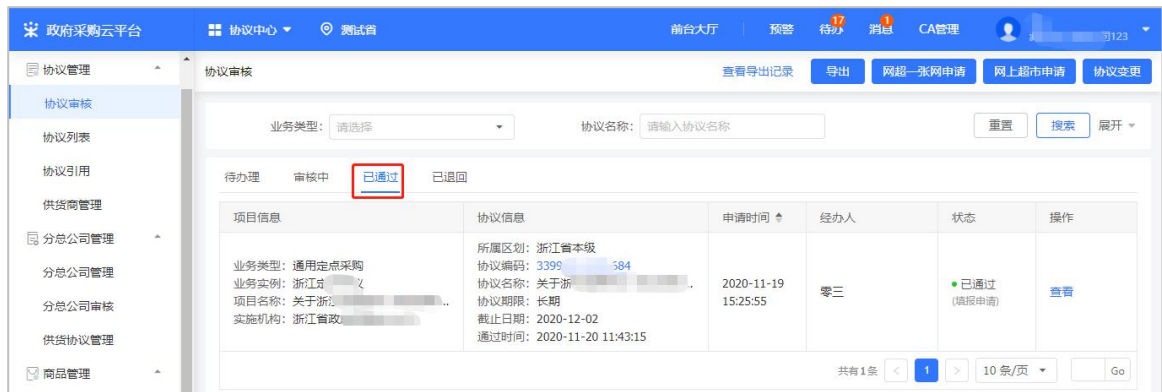 政府采购云平台
协议中心
测试省
前台大厅
预警
待办
17
消息
1
CA管理
司123
协议管理
协议审核
协议列表
协议引用
供货商管理
分总公司管理
分总公司管理
分总公司审核
供货协议管理
商品管理
协议审核
查看导出记录
导出
网超一张网申请
网上超市申请
协议变更
业务类型： 请选择
协议名称： 请输入协议名称
重置
搜索
展开
待办理 审核中 已通过 已退回
项目信息 协议信息 申请时间 经办人 状态 操作
业务类型：通用定点采购
业务实例：浙江定 议
项目名称：关于浙江 ..
实施机构：浙江省政
所属区划：浙江省本级
协议编码：3399 584
协议名称：关于浙 .
协议期限：长期
截止日期：2020-12-02
通过时间：2020-11-20 11:43:15
2020-11-19
15:25:55
零三
已通过
(填报申请)
查看
共有1条 < 1 > 10 条/页 Go